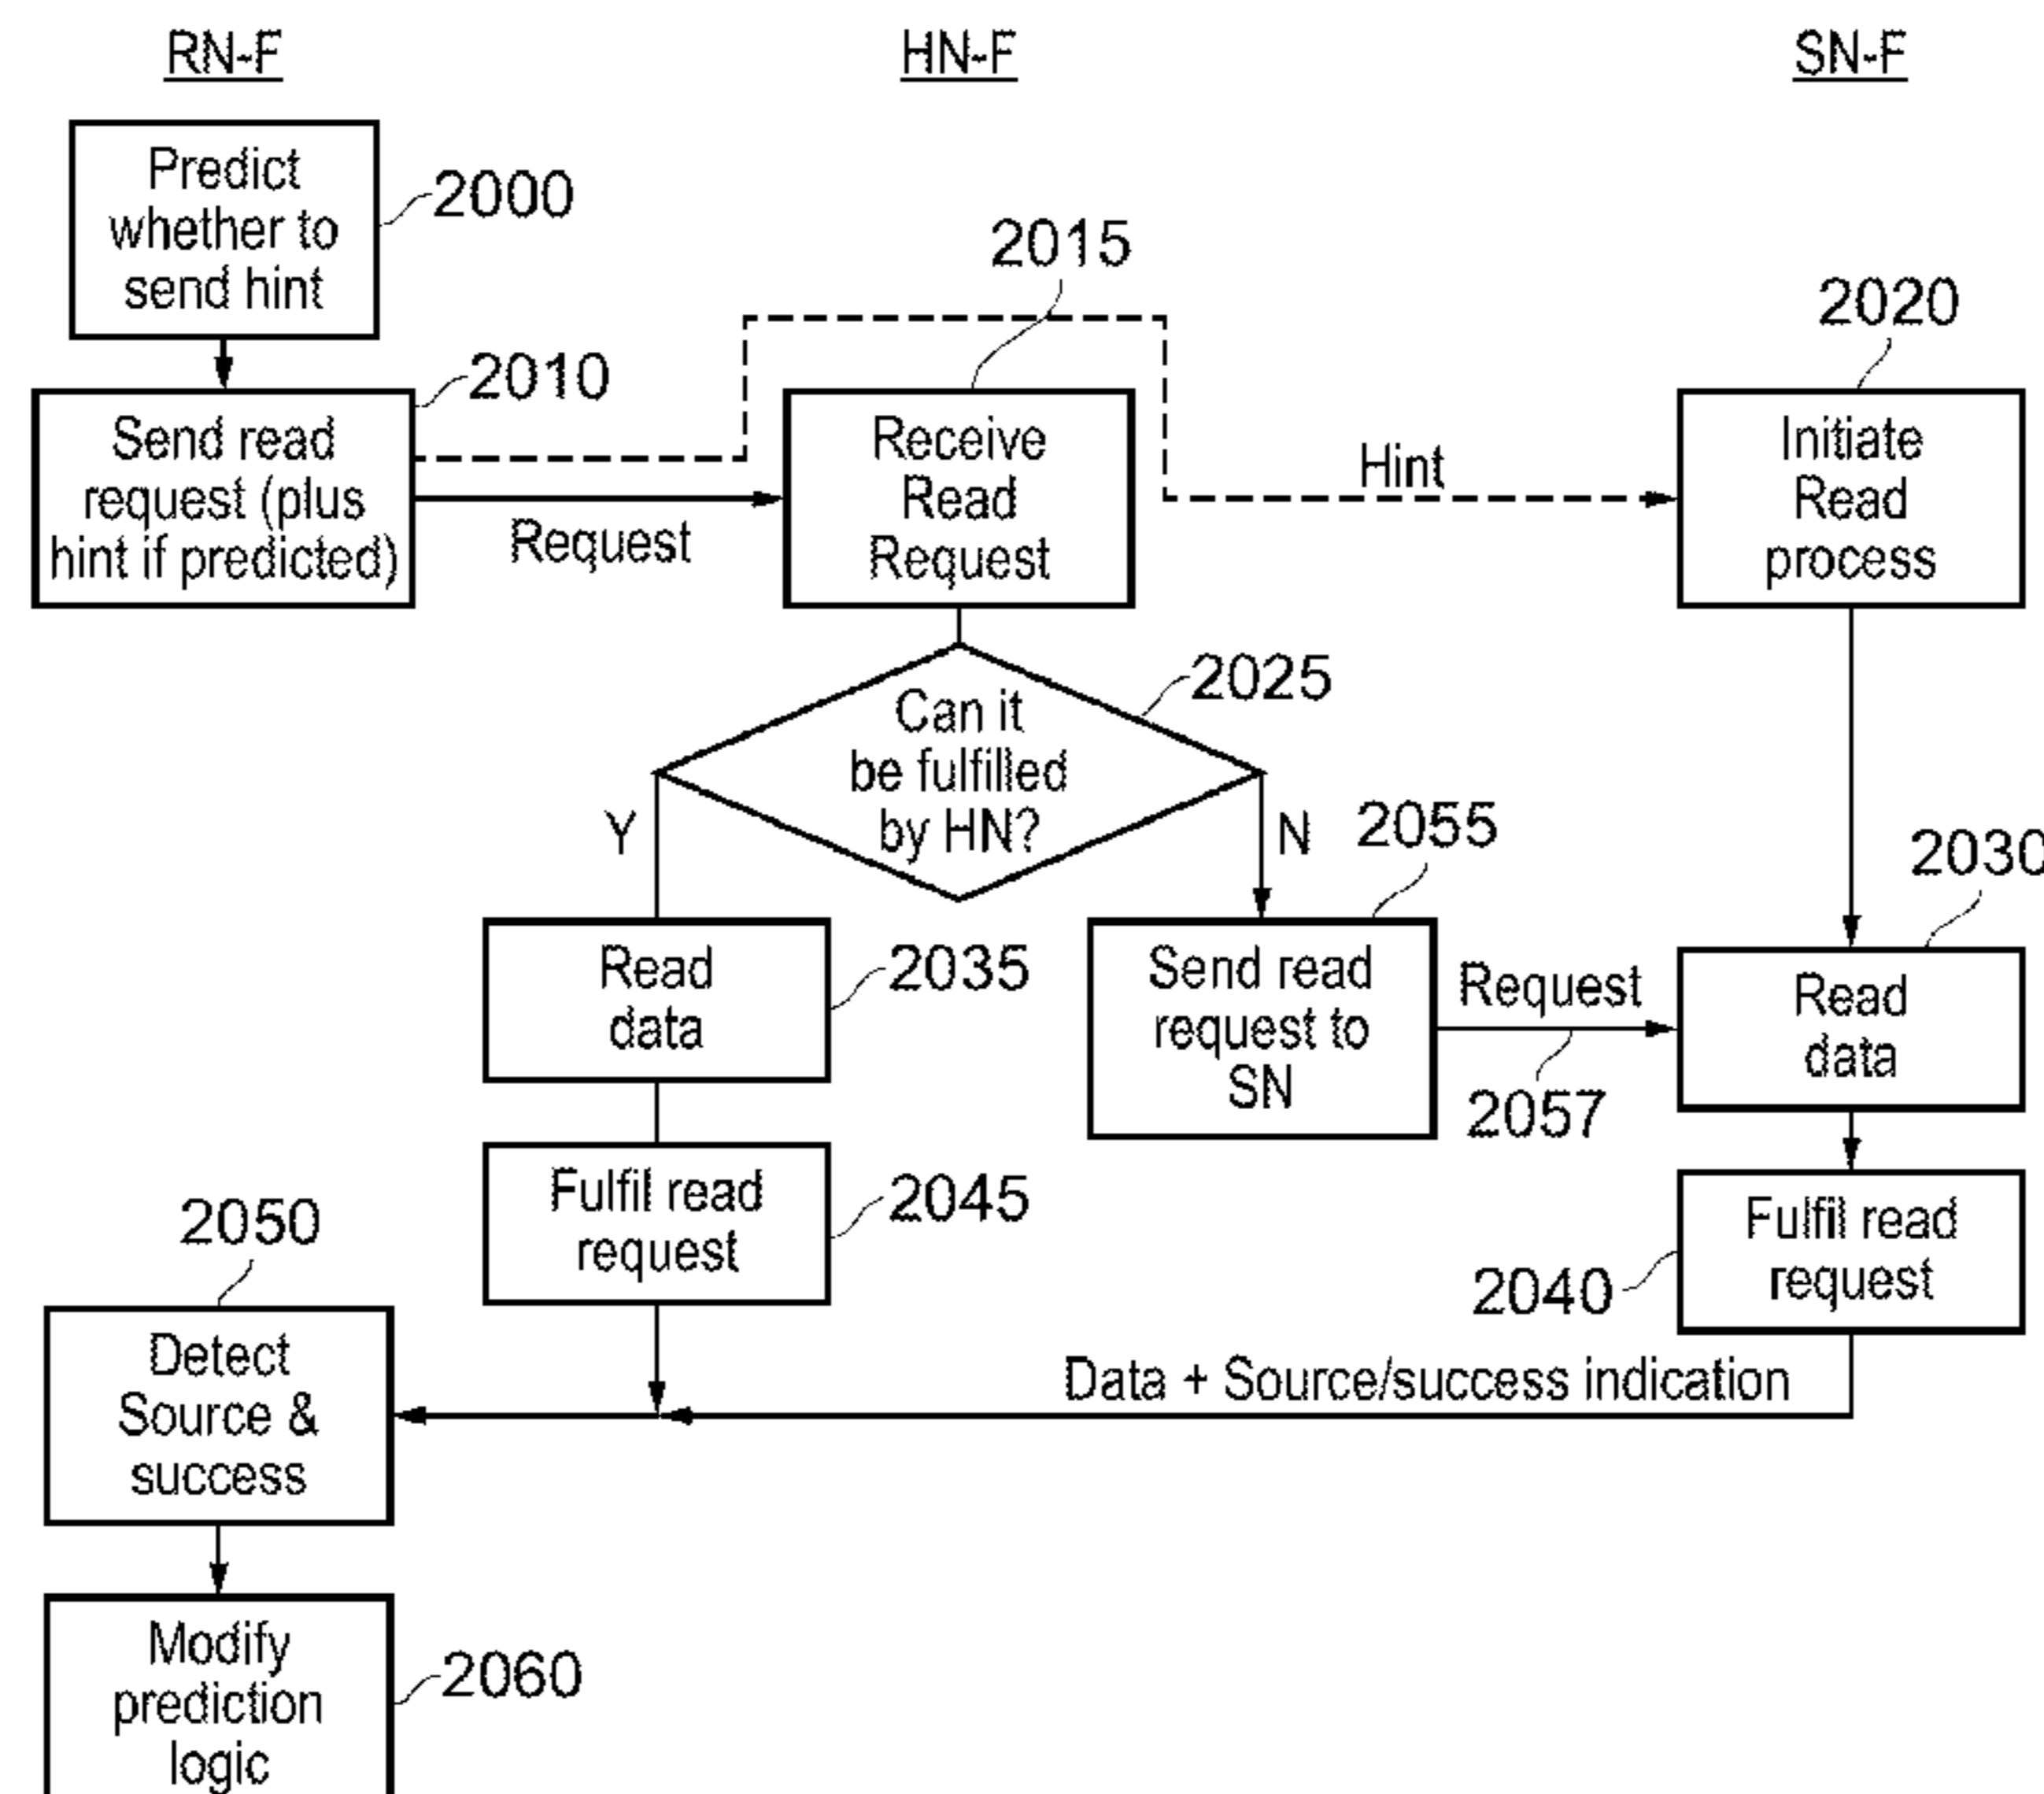 RN-F
HN-F
SN-F
Predict
whether to
send hint
2000
2015
2020
2010
Send read
request (plus
hint if predicted)
Request
Receive
Read
Request
Hint
Initiate
Read
process
2025
Can it
be fulfilled
by HN?
Y
N
2055
2030
Read
data
2035
Send read
request to
SN
Request
2057
Read
data
Fulfil read
request
2045
Fulfil read
request
2040
2050
Detect
Source &
success
Data + Source/success indication
Modify
prediction
logic
2060